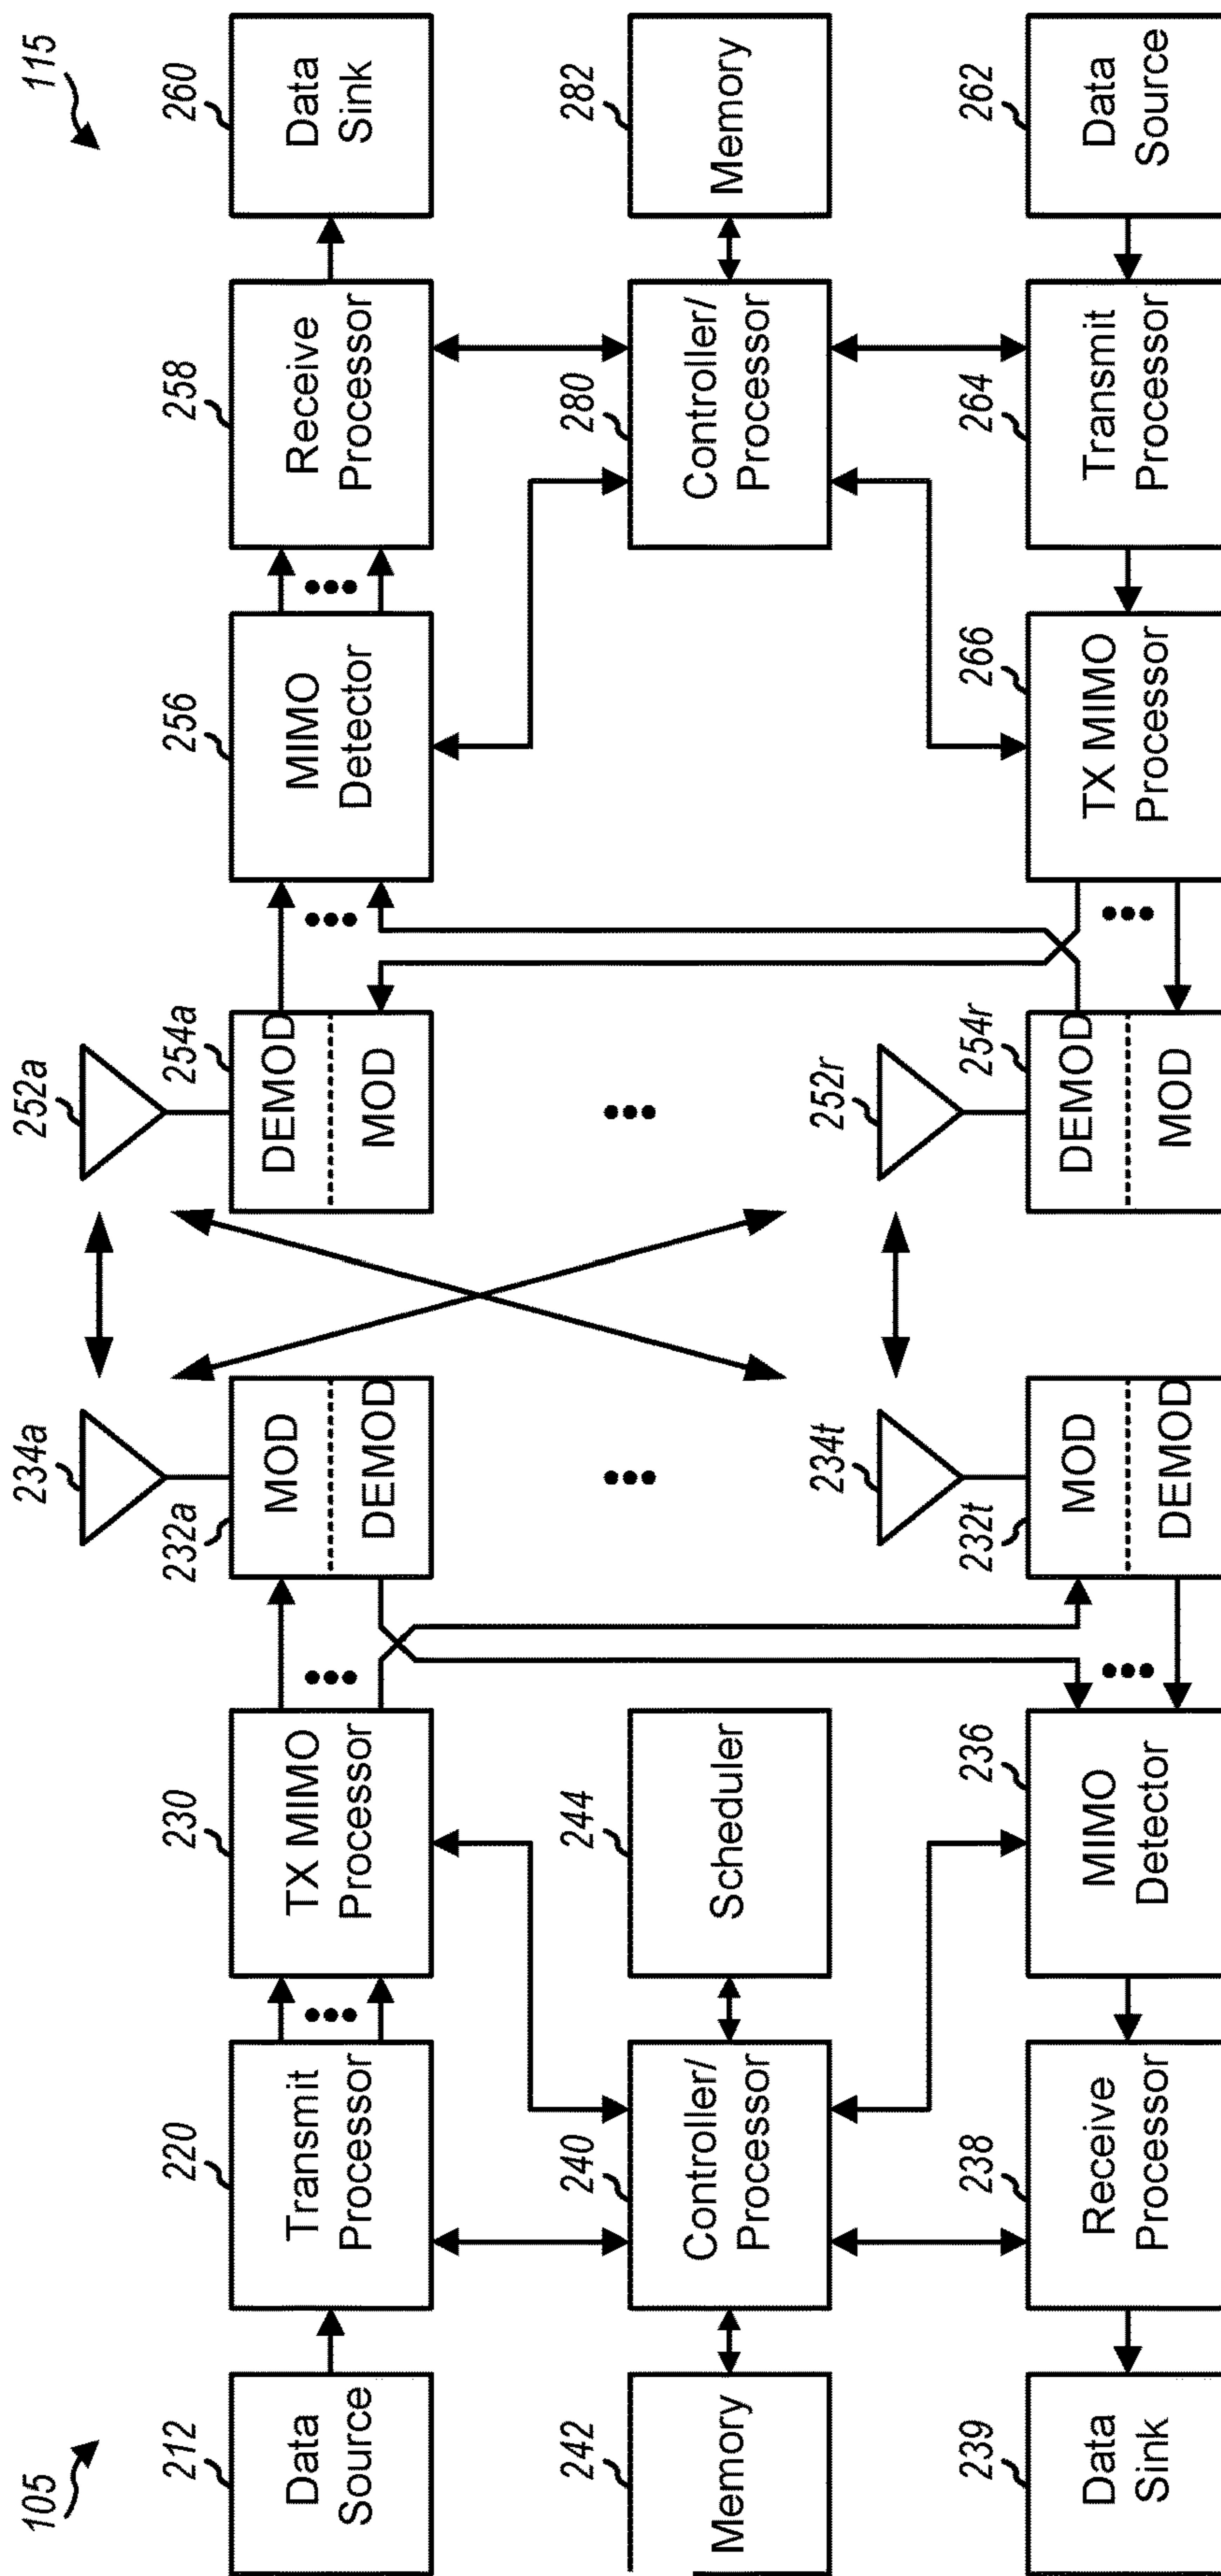 105
115
212
Data
Source
220
Transmit
Processor
230
TX MIMO
Processor
232a
MOD
DEMOD
234a
252a
254a
DEMOD
MOD
256
MIMO
Detector
258
Receive
Processor
260
Data
Sink
242
Memory
240
Controller/
Processor
244
Scheduler
280
Controller/
Processor
282
Memory
239
Data
Sink
238
Receive
Processor
236
MIMO
Detector
232t
MOD
DEMOD
234t
252r
254r
DEMOD
MOD
266
TX MIMO
Processor
264
Transmit
Processor
262
Data
Source